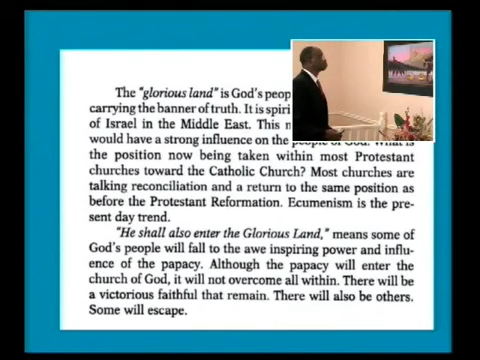 The "glorious land" is God's peop
carrying the banner of truth. It is spiri
of Israel in the Middle East. This
would have a strong influence on the people of God. What is
the position now being taken within most Protestant
churches toward the Catholic Church? Most churches are
talking reconciliation and a return to the same position as
before the Protestant Reformation. Ecumenism is the pre-
sent day trend.
"He shall also enter the Glorious Land," means some of
God's people will fall to the awe inspiring power and influ-
ence of the papacy. Although the papacy will enter the
church of God, it will not overcome all within. There will be
a victorious faithful that remain. There will also be others.
Some will escape.